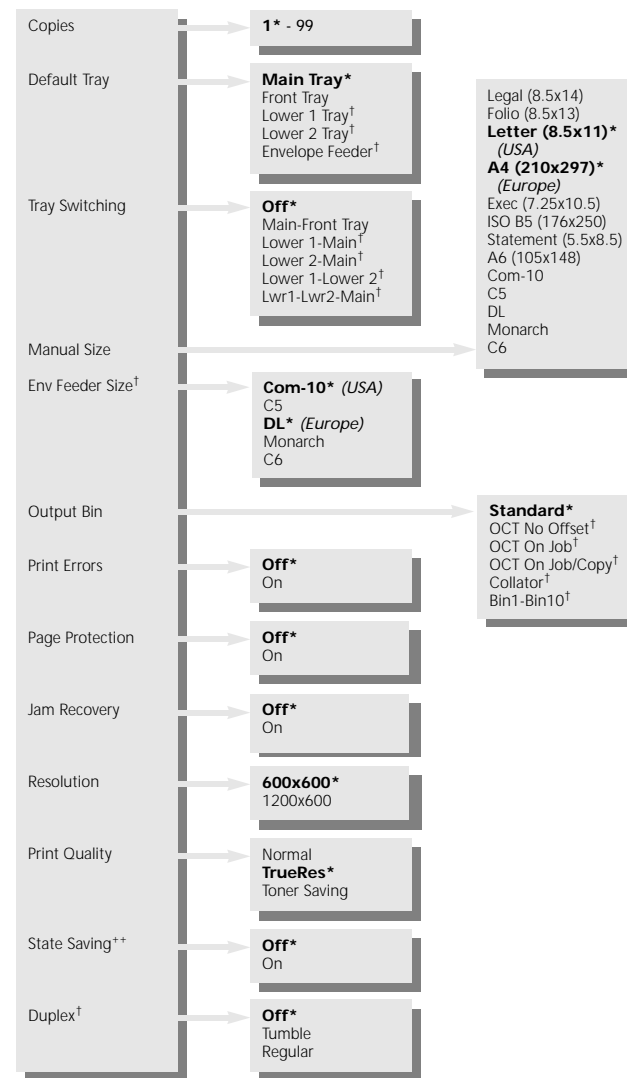 Copies
1* - 99
Default Tray
Main Tray*
Front Tray
Lower 1 Tray†
Lower 2 Tray†
Envelope Feeder†
Tray Switching
Off*
Main-Front Tray
Lower 1-Main†
Lower 2-Main†
Lower 1-Lower 2†
Lwr1-Lwr2-Main†
Manual Size
Legal (8.5x14)
Folio (8.5x13)
Letter (8.5x11)*
(USA)
A4 (210x297)*
(Europe)
Exec (7.25x10.5)
ISO B5 (176x250)
Statement (5.5x8.5)
A6 (105x148)
Com-10
C5
DL
Monarch
C6
Env Feeder Size†
Com-10* (USA)
C5
DL* (Europe)
Monarch
C6
Output Bin
Standard*
OCT No Offset†
OCT On Job†
OCT On Job/Copy†
Collator†
Bin1-Bin10†
Print Errors
Off*
On
Page Protection
Off*
On
Jam Recovery
Off*
On
Resolution
600x600*
1200x600
Print Quality
Normal
TrueRes*
Toner Saving
State Saving++
Off*
On
Duplex†
Off*
Tumble
Regular